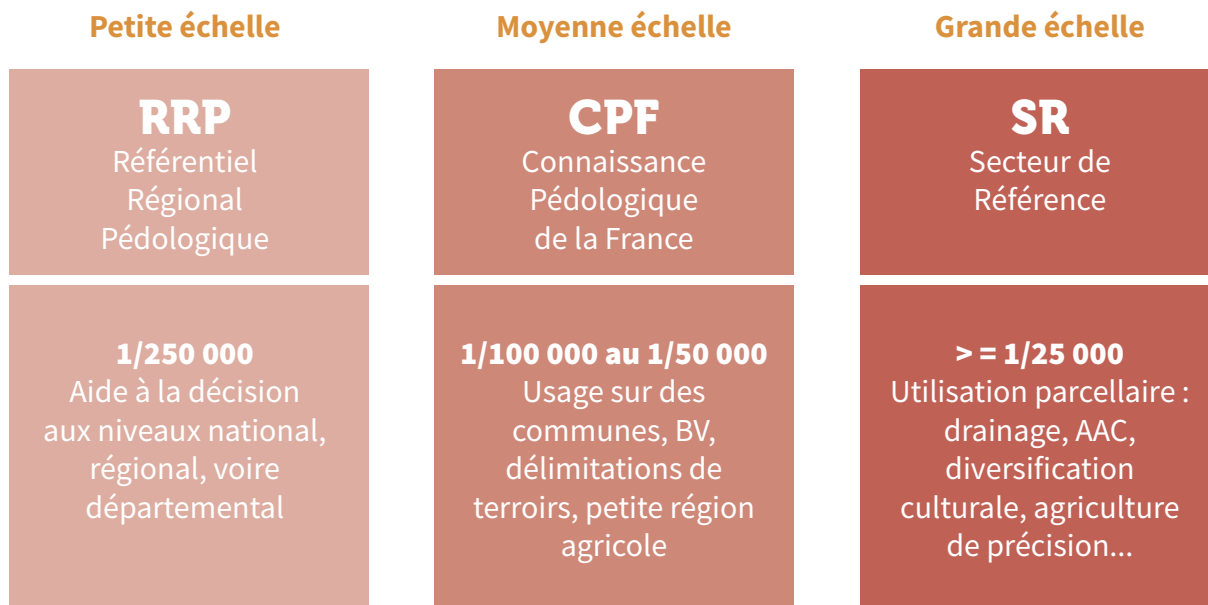 Petite échelle
RRP
Référentiel
Régional
Pédologique
1/250 000
Aide à la décision
aux niveaux national,
régional, voire
départemental
Moyenne échelle
CPF
Connaissance
Pédologique
de la France
1/100 000 au 1/50 000
Usage sur des
communes, BV,
délimitations de
terroirs, petite région
agricole
Grande échelle
SR
Secteur de
Référence
> = 1/25 000
Utilisation parcellaire :
drainage, AAC,
diversification
culturale, agriculture
de précision...